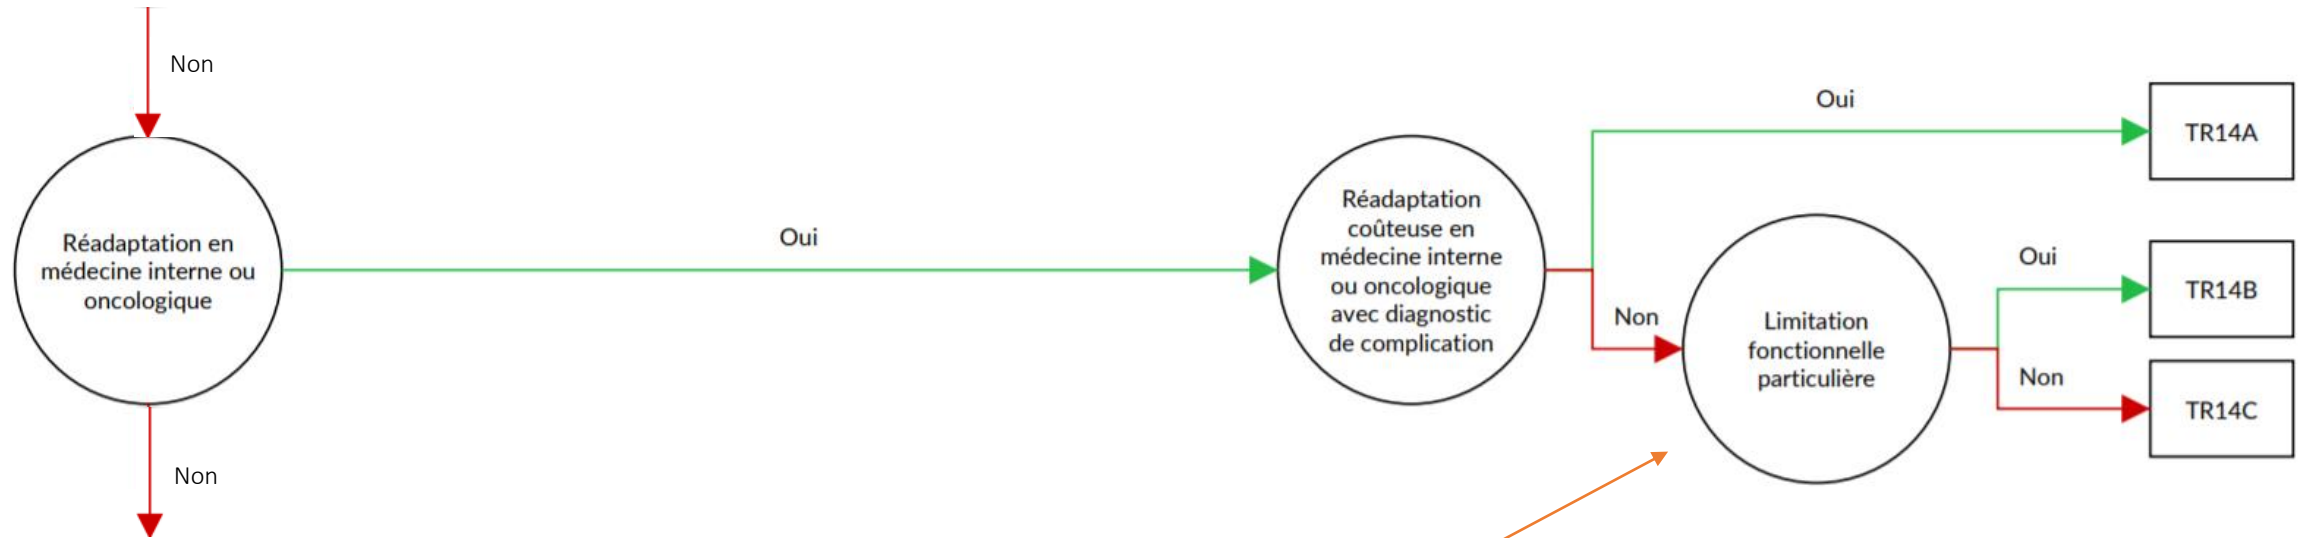 Non
Réadaptation en
médecine interne ou
oncologique
Non
Oui
Réadaptation
coûteuse en
médecine interne
ou oncologique
avec diagnostic
de complication
Oui
TR14A
Non
Limitation
fonctionnelle
particulière
Oui
TR14B
Non
TR14C